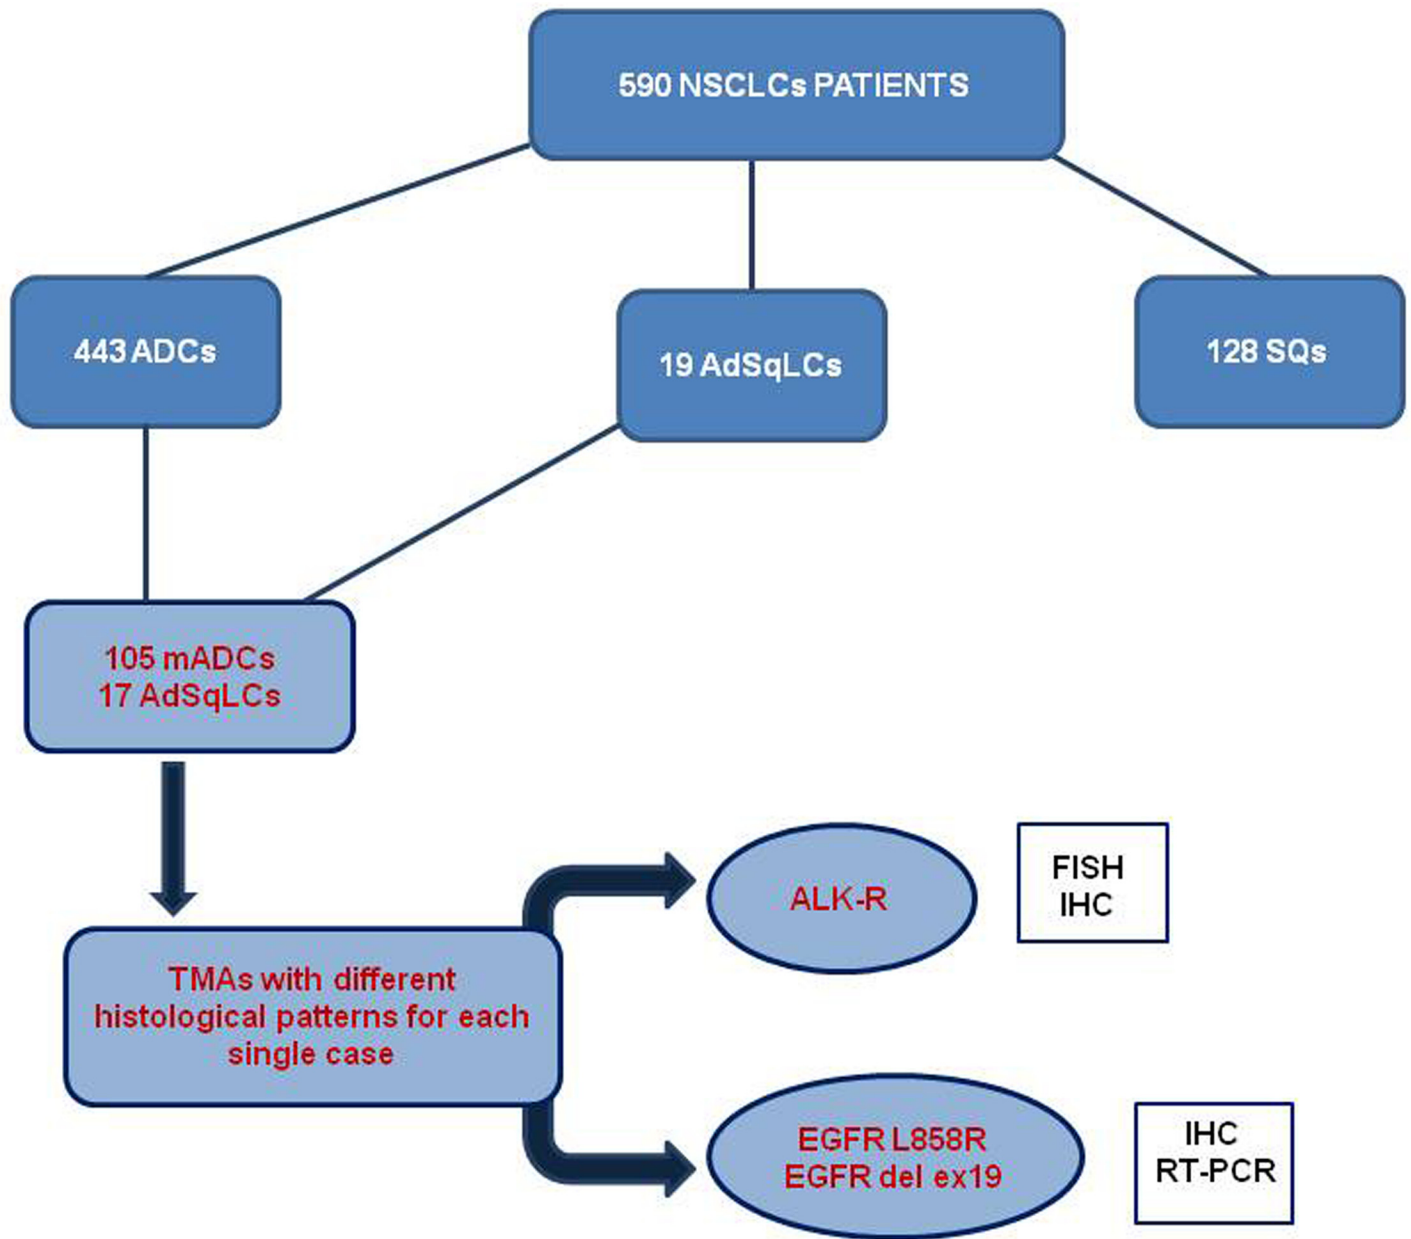 590 NSCLCs PATIENTS
443 ADCs
19 AdSqLCs
128 SQs
105 mADCs
17 AdSqLCs
TMAs with different
histological patterns for each
single case
ALK-R
FISH
IHC
EGFR L858R
EGFR del ex19
IHC
RT-PCR